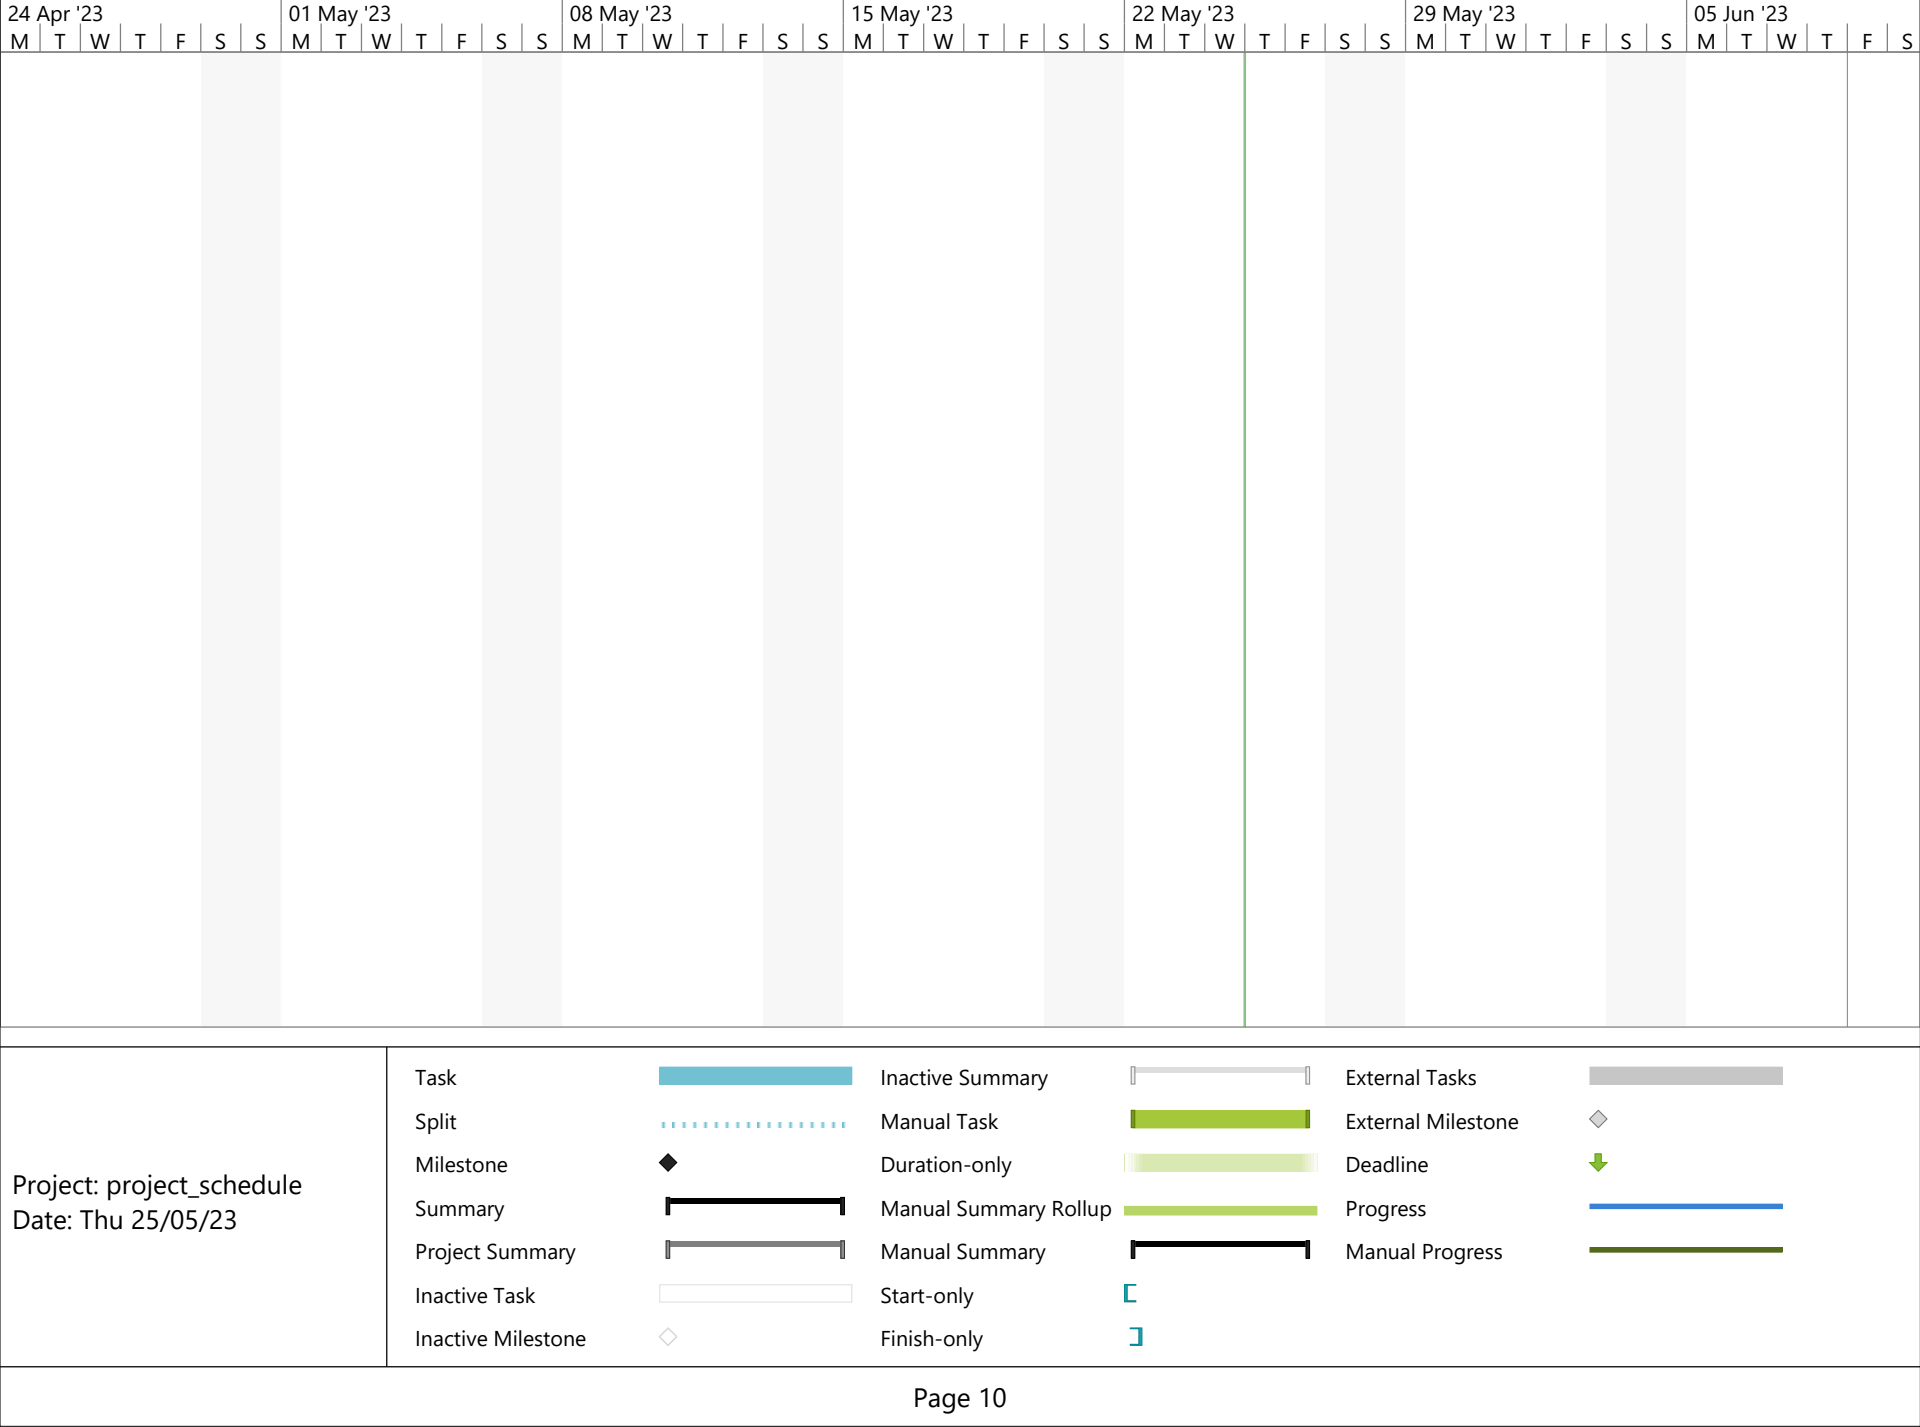 24 Apr '23 01 May '23 08 May '23 15 May '23 22 May '23 29 May '23 05 Jun '23
M T W T F S S M T W T F S S M T W T F S S M T W T F S S M T W T F S S M T W T F S S M T W T F S
Project: project_schedule
Date: Thu 25/05/23
Task
Split
Milestone
Summary
Project Summary
Inactive Task
Inactive Milestone
Inactive Summary
Manual Task
Duration-only
Manual Summary Rollup
Manual Summary
Start-only
Finish-only
External Tasks
External Milestone
Deadline
Progress
Manual Progress
Page 10